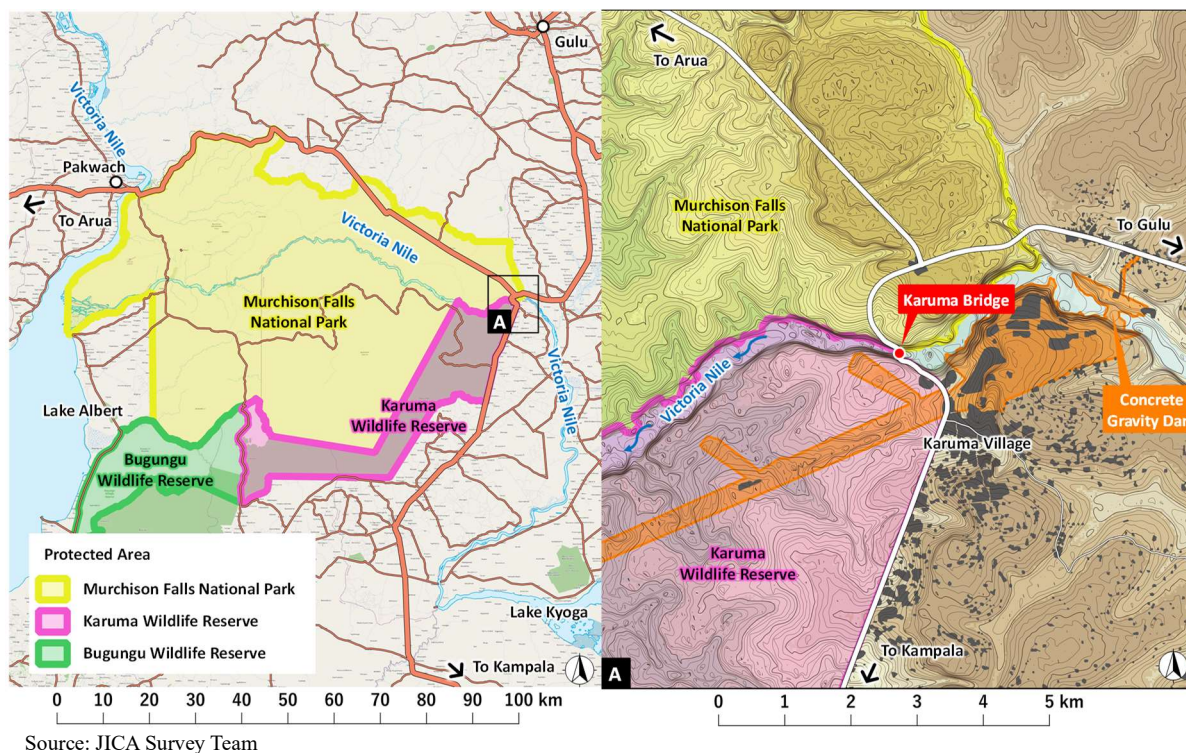 Gulu
Victoria Nile
Pakwach
To Arua
Victoria Nile
Murchison Falls
National Park
A
Lake Albert
Karuma
Wildlife Reserve
Victoria Nile
Bugungu
Wildlife Reserve
Protected Area
Murchison Falls National Park
Karuma Wildlife Reserve
Bugungu Wildlife Reserve
Lake Kyoga
To Kampala
0 10 20 30 40 50 60 70 80 90 100 km
To Arua
Murchison Falls
National Park
To Gulu
Karuma Bridge
Victoria Nile
Concrete
Gravity Dam
Karuma Village
Karuma
Wildlife Reserve
To Kampala
A
0 1 2 3 4 5 km
Source: JICA Survey Team